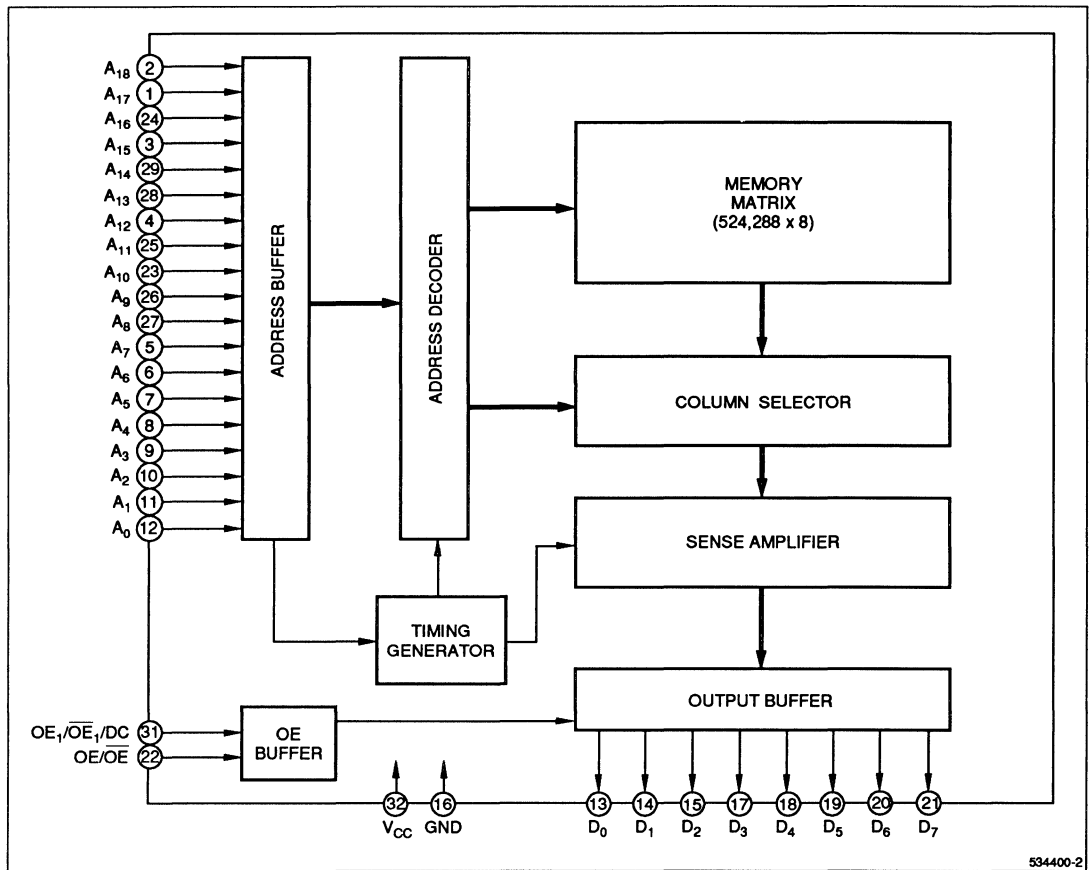 A18 2
A17 1
A16 24
A15 3
A14 29
A13 28
A12 4
A11 25
A10 23
A9 26
A8 27
A7 5
A6 6
A5 7
A4 8
A3 9
A2 10
A1 11
A0 12
ADDRESS BUFFER
ADDRESS DECODER
MEMORY
MATRIX
(524,288 x 8)
COLUMN SELECTOR
SENSE AMPLIFIER
TIMING
GENERATOR
OUTPUT BUFFER
OE1/O̅E̅1/DC 31
OE/O̅E̅ 22
OE
BUFFER
32 16 13 14 15 17 18 19 20 21
VCC GND D0 D1 D2 D3 D4 D5 D6 D7
534400-2